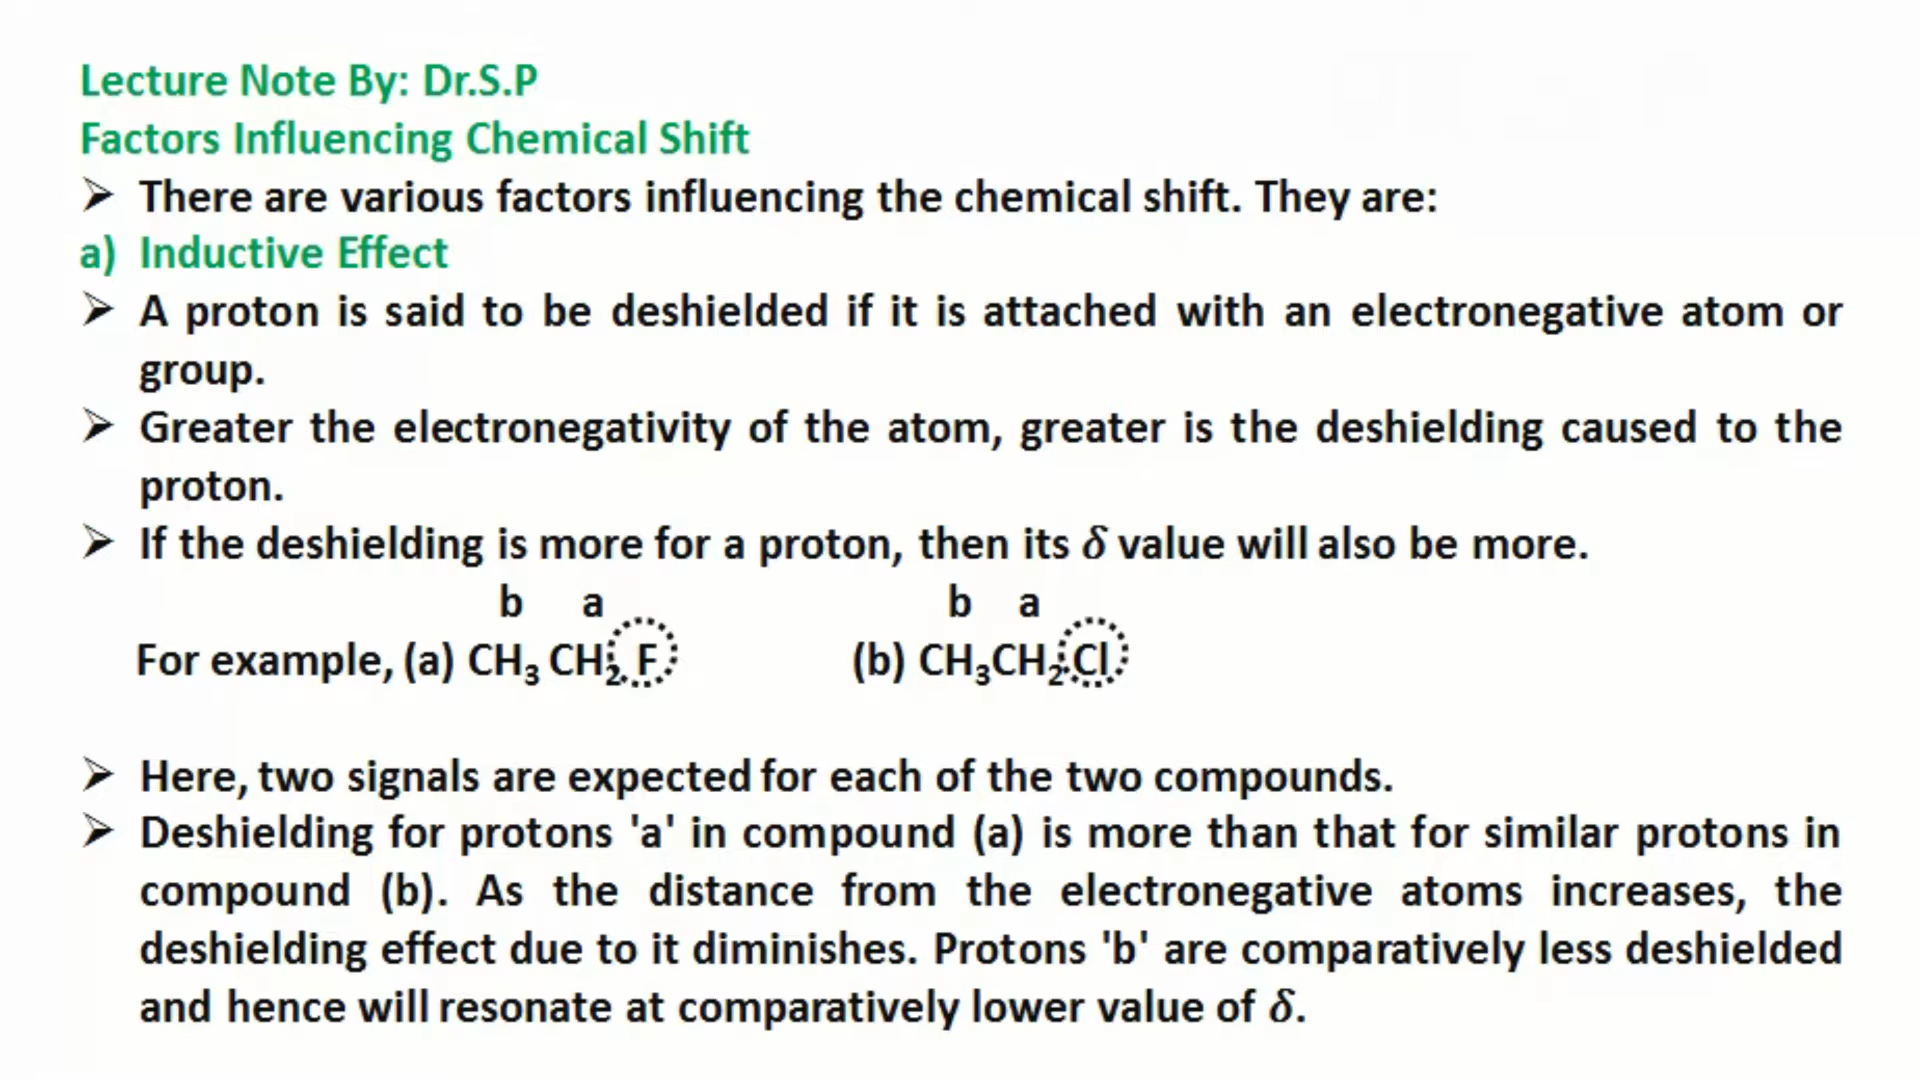 Lecture Note By: Dr.S.P
Factors Influencing Chemical Shift
➢ There are various factors influencing the chemical shift. They are:
a) Inductive Effect
➢ A proton is said to be deshielded if it is attached with an electronegative atom or
group.
➢ Greater the electronegativity of the atom, greater is the deshielding caused to the
proton.
➢ If the deshielding is more for a proton, then its δ value will also be more.
b a b a
For example, (a) CH₃ CH₂ F (b) CH₃CH₂Cl
➢ Here, two signals are expected for each of the two compounds.
➢ Deshielding for protons 'a' in compound (a) is more than that for similar protons in
compound (b). As the distance from the electronegative atoms increases, the
deshielding effect due to it diminishes. Protons 'b' are comparatively less deshielded
and hence will resonate at comparatively lower value of δ.